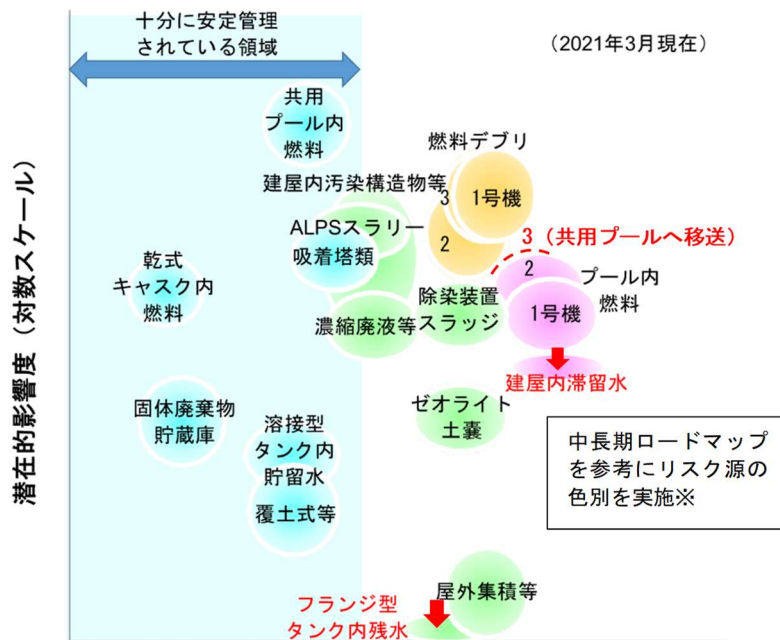 十分に安定管理
されている領域
（2021年3月現在）
共用
プール内
燃料
燃料デブリ
建屋内汚染構造物等
3
1号機
ALPSスラリー
2
3（共用プールへ移送）
吸着塔類
乾式
キャスク内
燃料
2
プール内
燃料
1号機
除染装置
スラッジ
濃縮廃液等
建屋内滞留水
固体廃棄物
貯蔵庫
ゼオライト
土嚢
溶接型
タンク内
貯留水
覆土式等
中長期ロードマップ
を参考にリスク源の
色別を実施※
屋外集積等
フランジ型
タンク内残水
潜在的影響度（対数スケール）